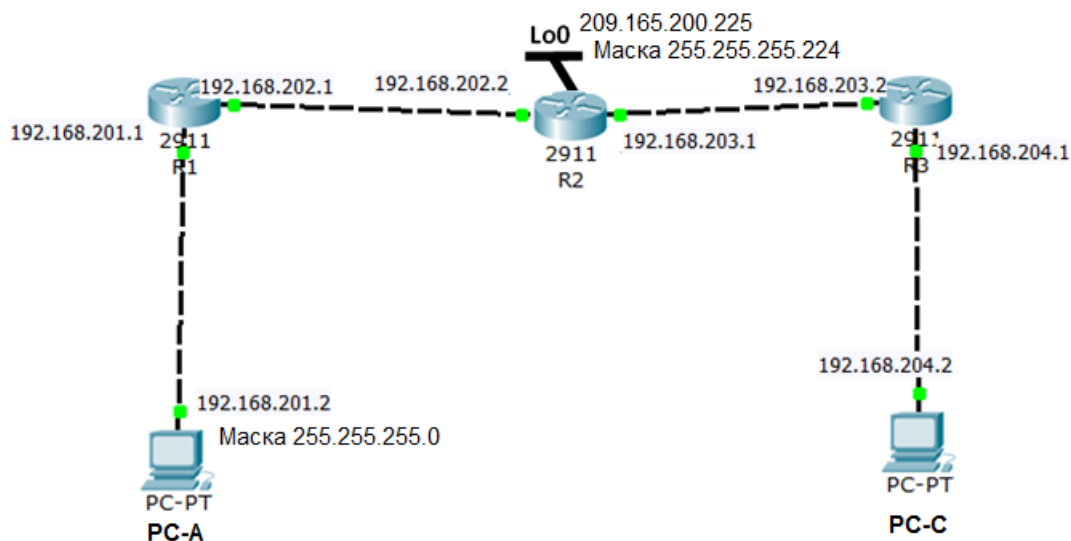 209.165.200.225
Lo0
Маска 255.255.255.224
192.168.202.1
192.168.202.2
192.168.203.2
192.168.201.1
2911
R1
2911
R2
192.168.203.1
2911
R3
192.168.204.1
192.168.204.2
192.168.201.2
Маска 255.255.255.0
PC-PT
PC-A
PC-PT
PC-C